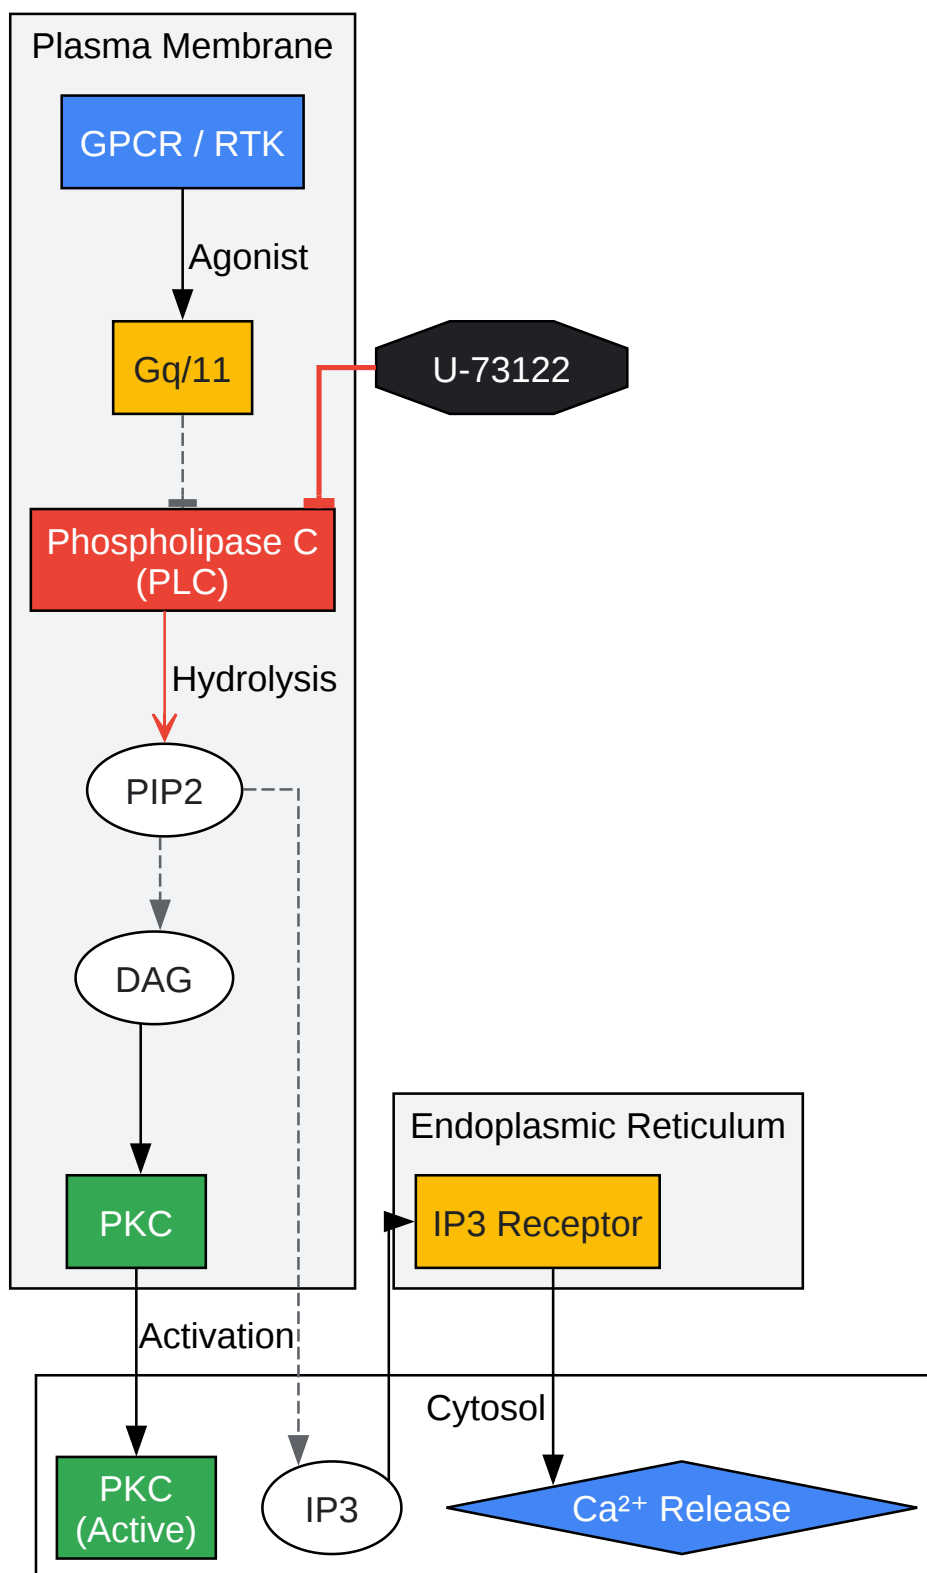 Plasma Membrane
GPCR / RTK
Agonist
Gq/11
U-73122
Phospholipase C
(PLC)
Hydrolysis
PIP2
DAG
Endoplasmic Reticulum
PKC
IP3 Receptor
Activation
Cytosol
PKC
(Active)
IP3
Ca²⁺ Release